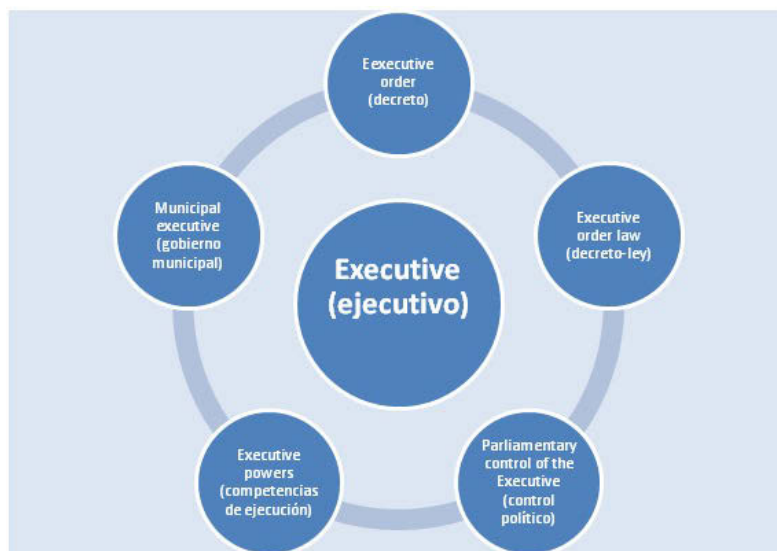 Eexecutive
order
(decreto)
Municipal
executive
(gobierno
municipal)
Executive
order law
(decreto-ley)
Executive
(ejecutivo)
Executive
powers
(competencias
de ejecución)
Parliamentary
control of the
Executive
(control
político)